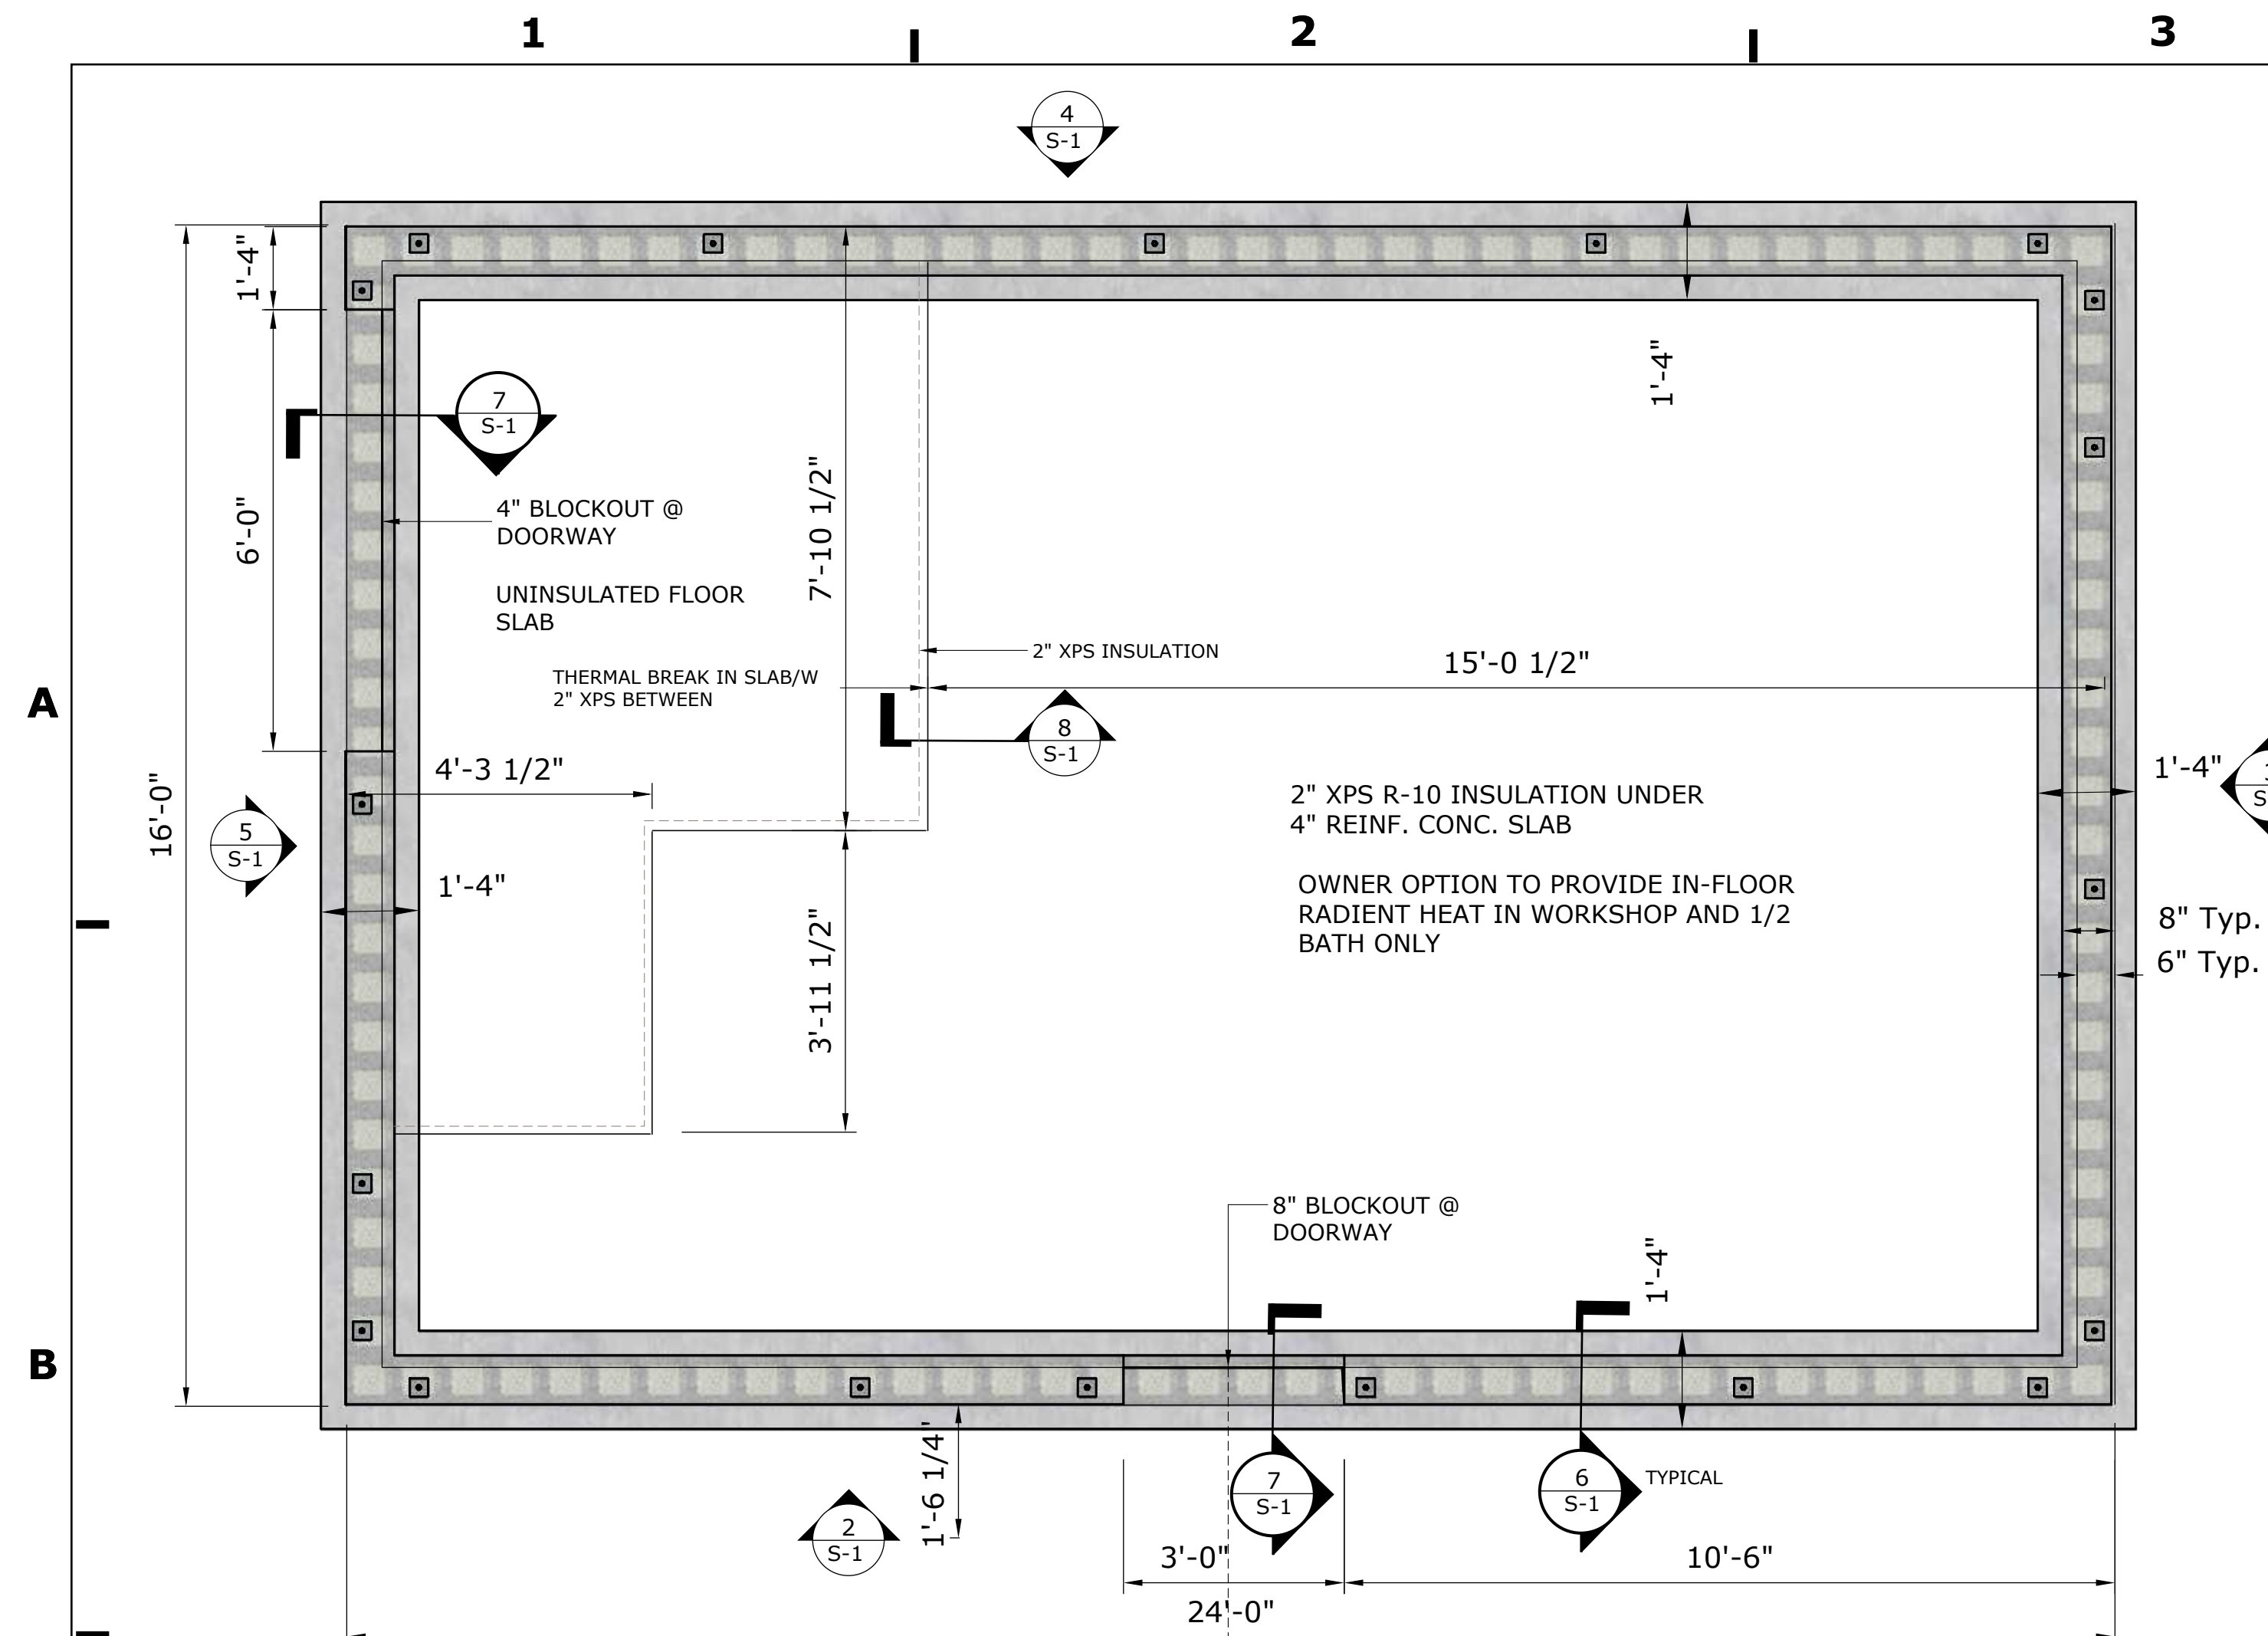 1 2 3
4
S-1
1'-4"
7
S-1
1'-4"
6'-0"
4" BLOCKOUT @
DOORWAY
7'-10 1/2"
UNINSULATED FLOOR
SLAB
2" XPS INSULATION
15'-0 1/2"
THERMAL BREAK IN SLAB/W
2" XPS BETWEEN
A
8
S-1
4'-3 1/2"
1'-4"
16'-0"
2" XPS R-10 INSULATION UNDER
4" REINF. CONC. SLAB
5
S-1
1'-4"
OWNER OPTION TO PROVIDE IN-FLOOR
RADIENT HEAT IN WORKSHOP AND 1/2
BATH ONLY
8" Typ.
6" Typ.
3'-11 1/2"
8" BLOCKOUT @
DOORWAY
1'-4"
B
1'-6 1/4"
7
S-1
6
S-1
TYPICAL
2
S-1
3'-0"
10'-6"
24'-0"